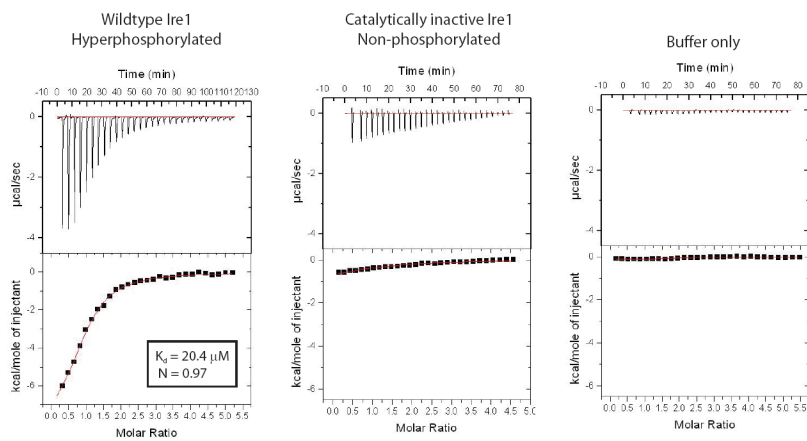 Wildtype Ire1
Hyperphosphorylated
Time (min)
0 10 20 30 40 50 60 70 80 90 100 110 120 130
0
-2
-4
µcal/sec
0
-2
-4
-6
kcal/mole of injectant
K_d = 20.4 µM
N = 0.97
0.0 0.5 1.0 1.5 2.0 2.5 3.0 3.5 4.0 4.5 5.0 5.5
Molar Ratio
Catalytically inactive Ire1
Non-phosphorylated
Time (min)
0 10 20 30 40 50 60 70 80
0
-2
-4
µcal/sec
0
-2
-4
-6
kcal/mole of injectant
0.0 0.5 1.0 1.5 2.0 2.5 3.0 3.5 4.0 4.5 5.0
Molar Ratio
Buffer only
Time (min)
0 10 20 30 40 50 60 70 80
0
-2
-4
µcal/sec
0
-2
-4
-6
kcal/mole of injectant
0.0 0.5 1.0 1.5 2.0 2.5 3.0 3.5 4.0 4.5 5.0 5.5
Molar Ratio